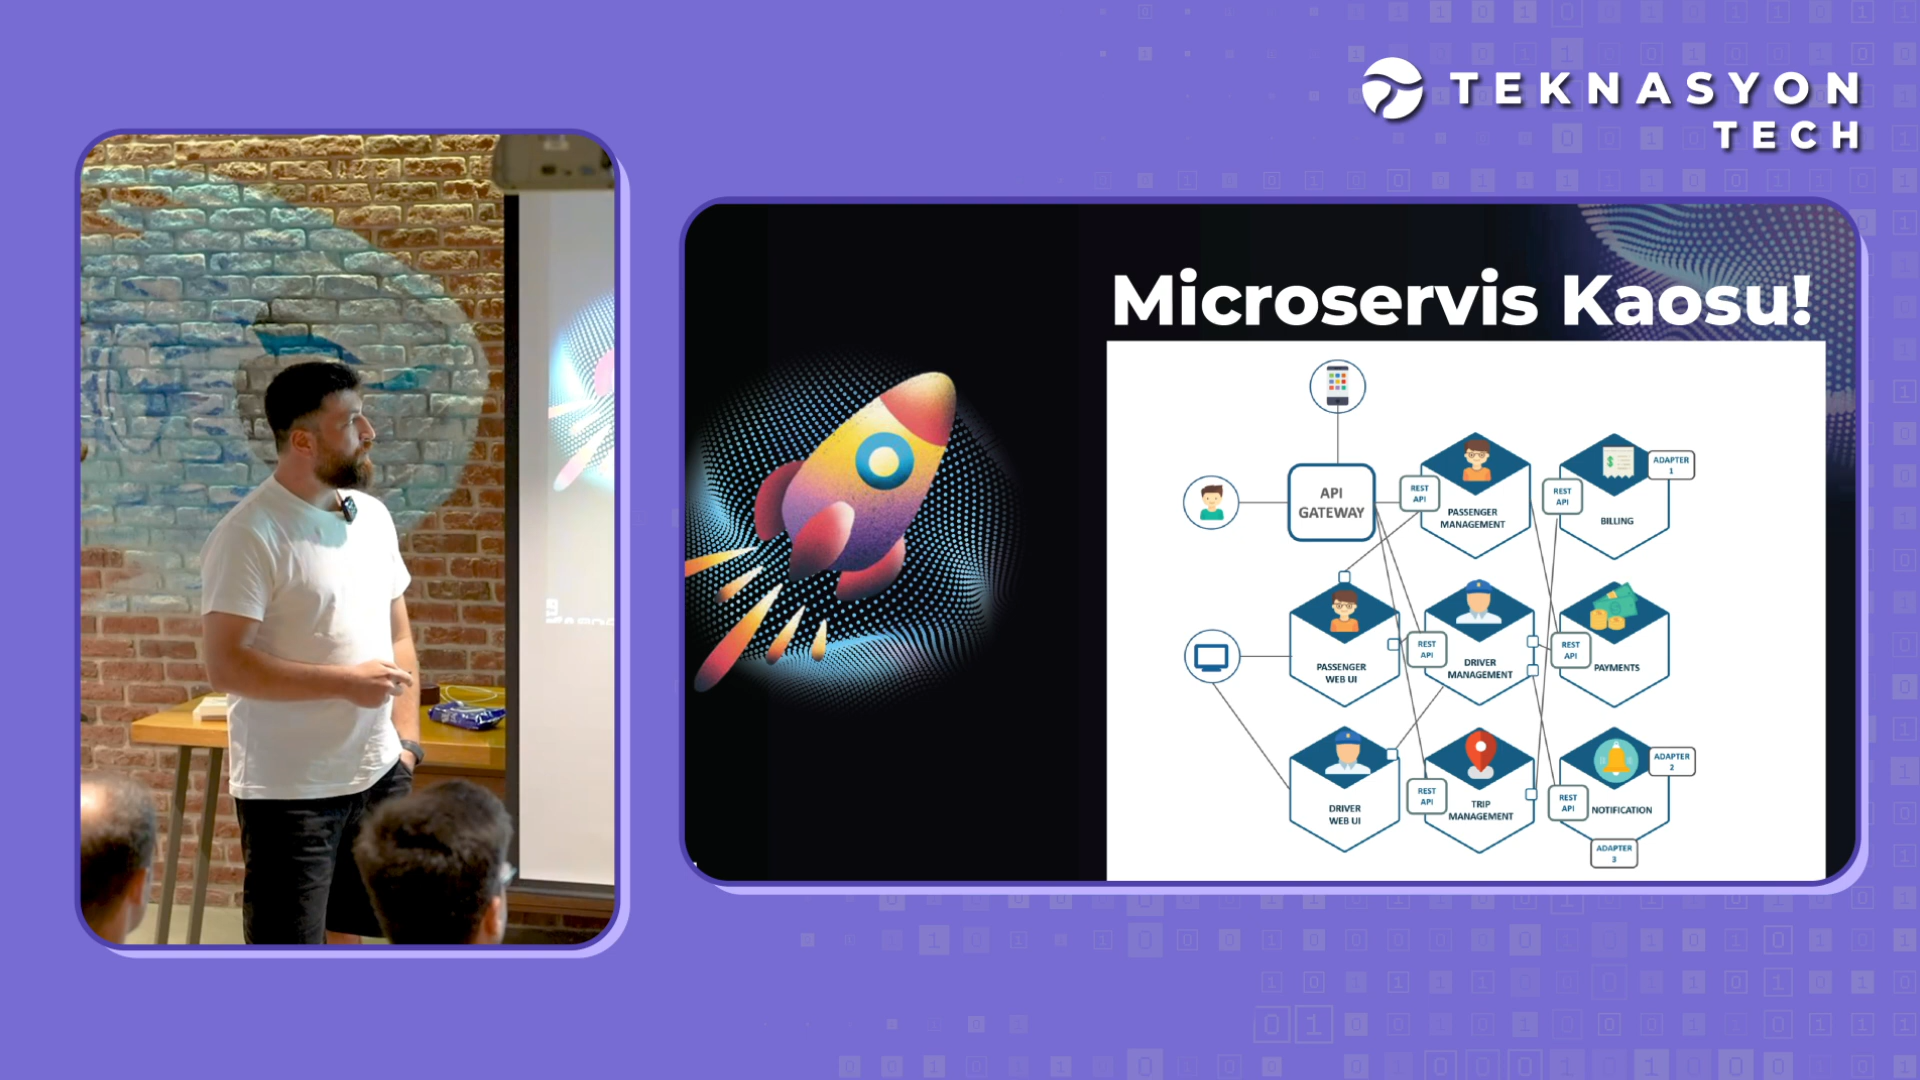 TEKNASYON
TECH
Microservis Kaosu!
API
GATEWAY
REST
API
PASSENGER
MANAGEMENT
REST
API
BILLING
ADAPTER
1
PASSENGER
WEB UI
REST
API
DRIVER
MANAGEMENT
REST
API
PAYMENTS
DRIVER
WEB UI
REST
API
TRIP
MANAGEMENT
REST
API
NOTIFICATION
ADAPTER
2
ADAPTER
3